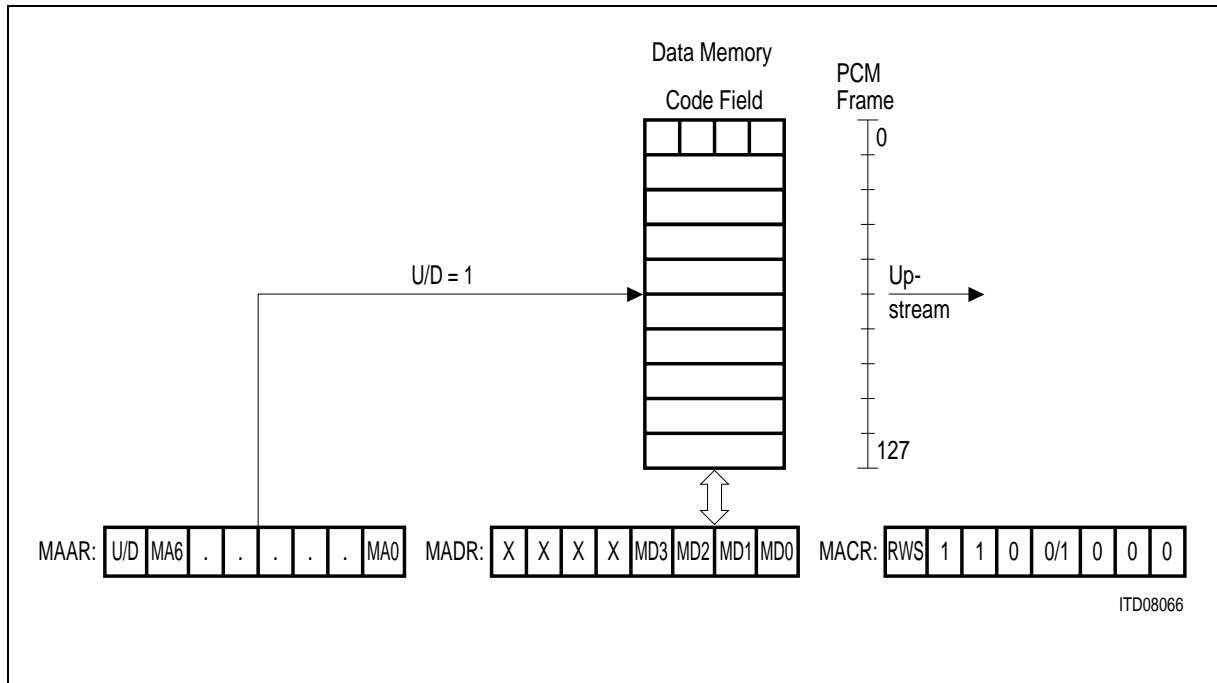 Data Memory
Code Field
PCM
Frame
0
U/D = 1
Up-
stream
127
MAAR: U/D MA6 . . . . . MA0 MADR: X X X X MD3 MD2 MD1 MD0 MACR: RWS 1 1 0 0/1 0 0 0
ITD08066